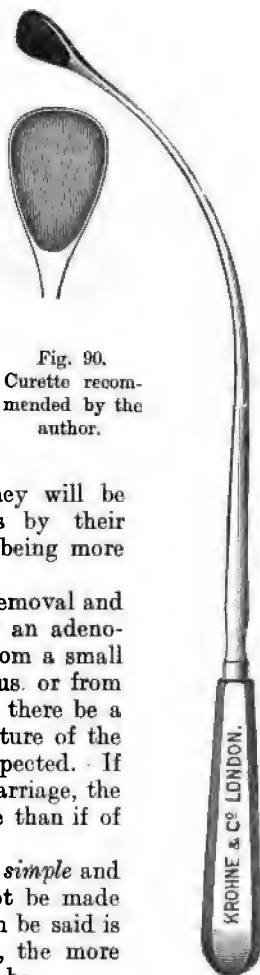 Fig. 90.
Curette recom-
mended by the
author.
ney will be
s by their
being more
emoval and
an adeno-
om a small
us. or from
there be a
ture of the
pected. If
arriage, the
e than if of
simple and
ot be made
n be said is
, the more
KROHNE & Cº LONDON.